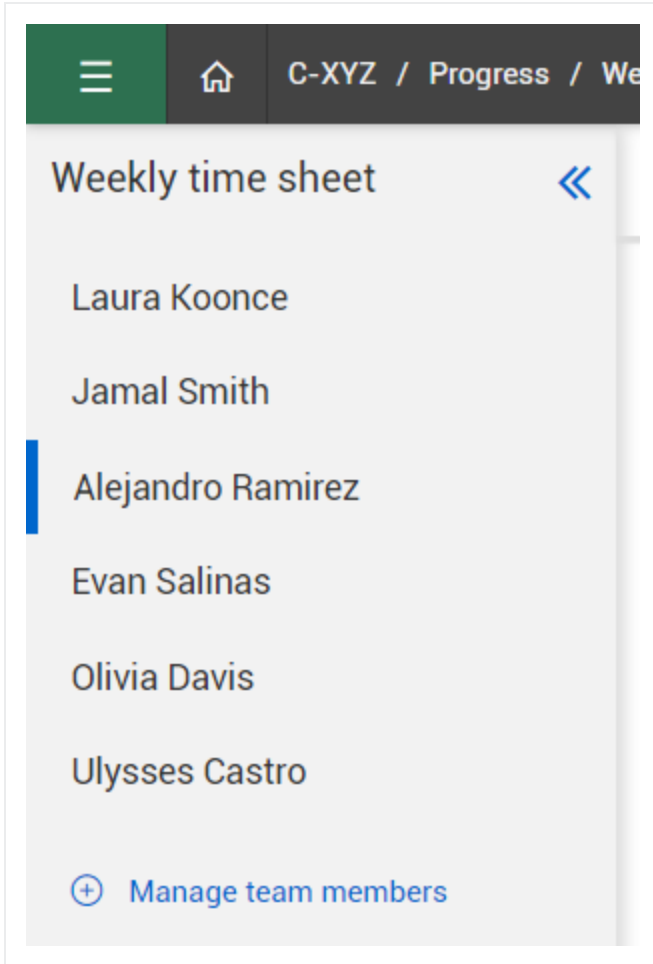 C-XYZ / Progress / We
Weekly time sheet
Laura Koonce
Jamal Smith
Alejandro Ramirez
Evan Salinas
Olivia Davis
Ulysses Castro
Manage team members